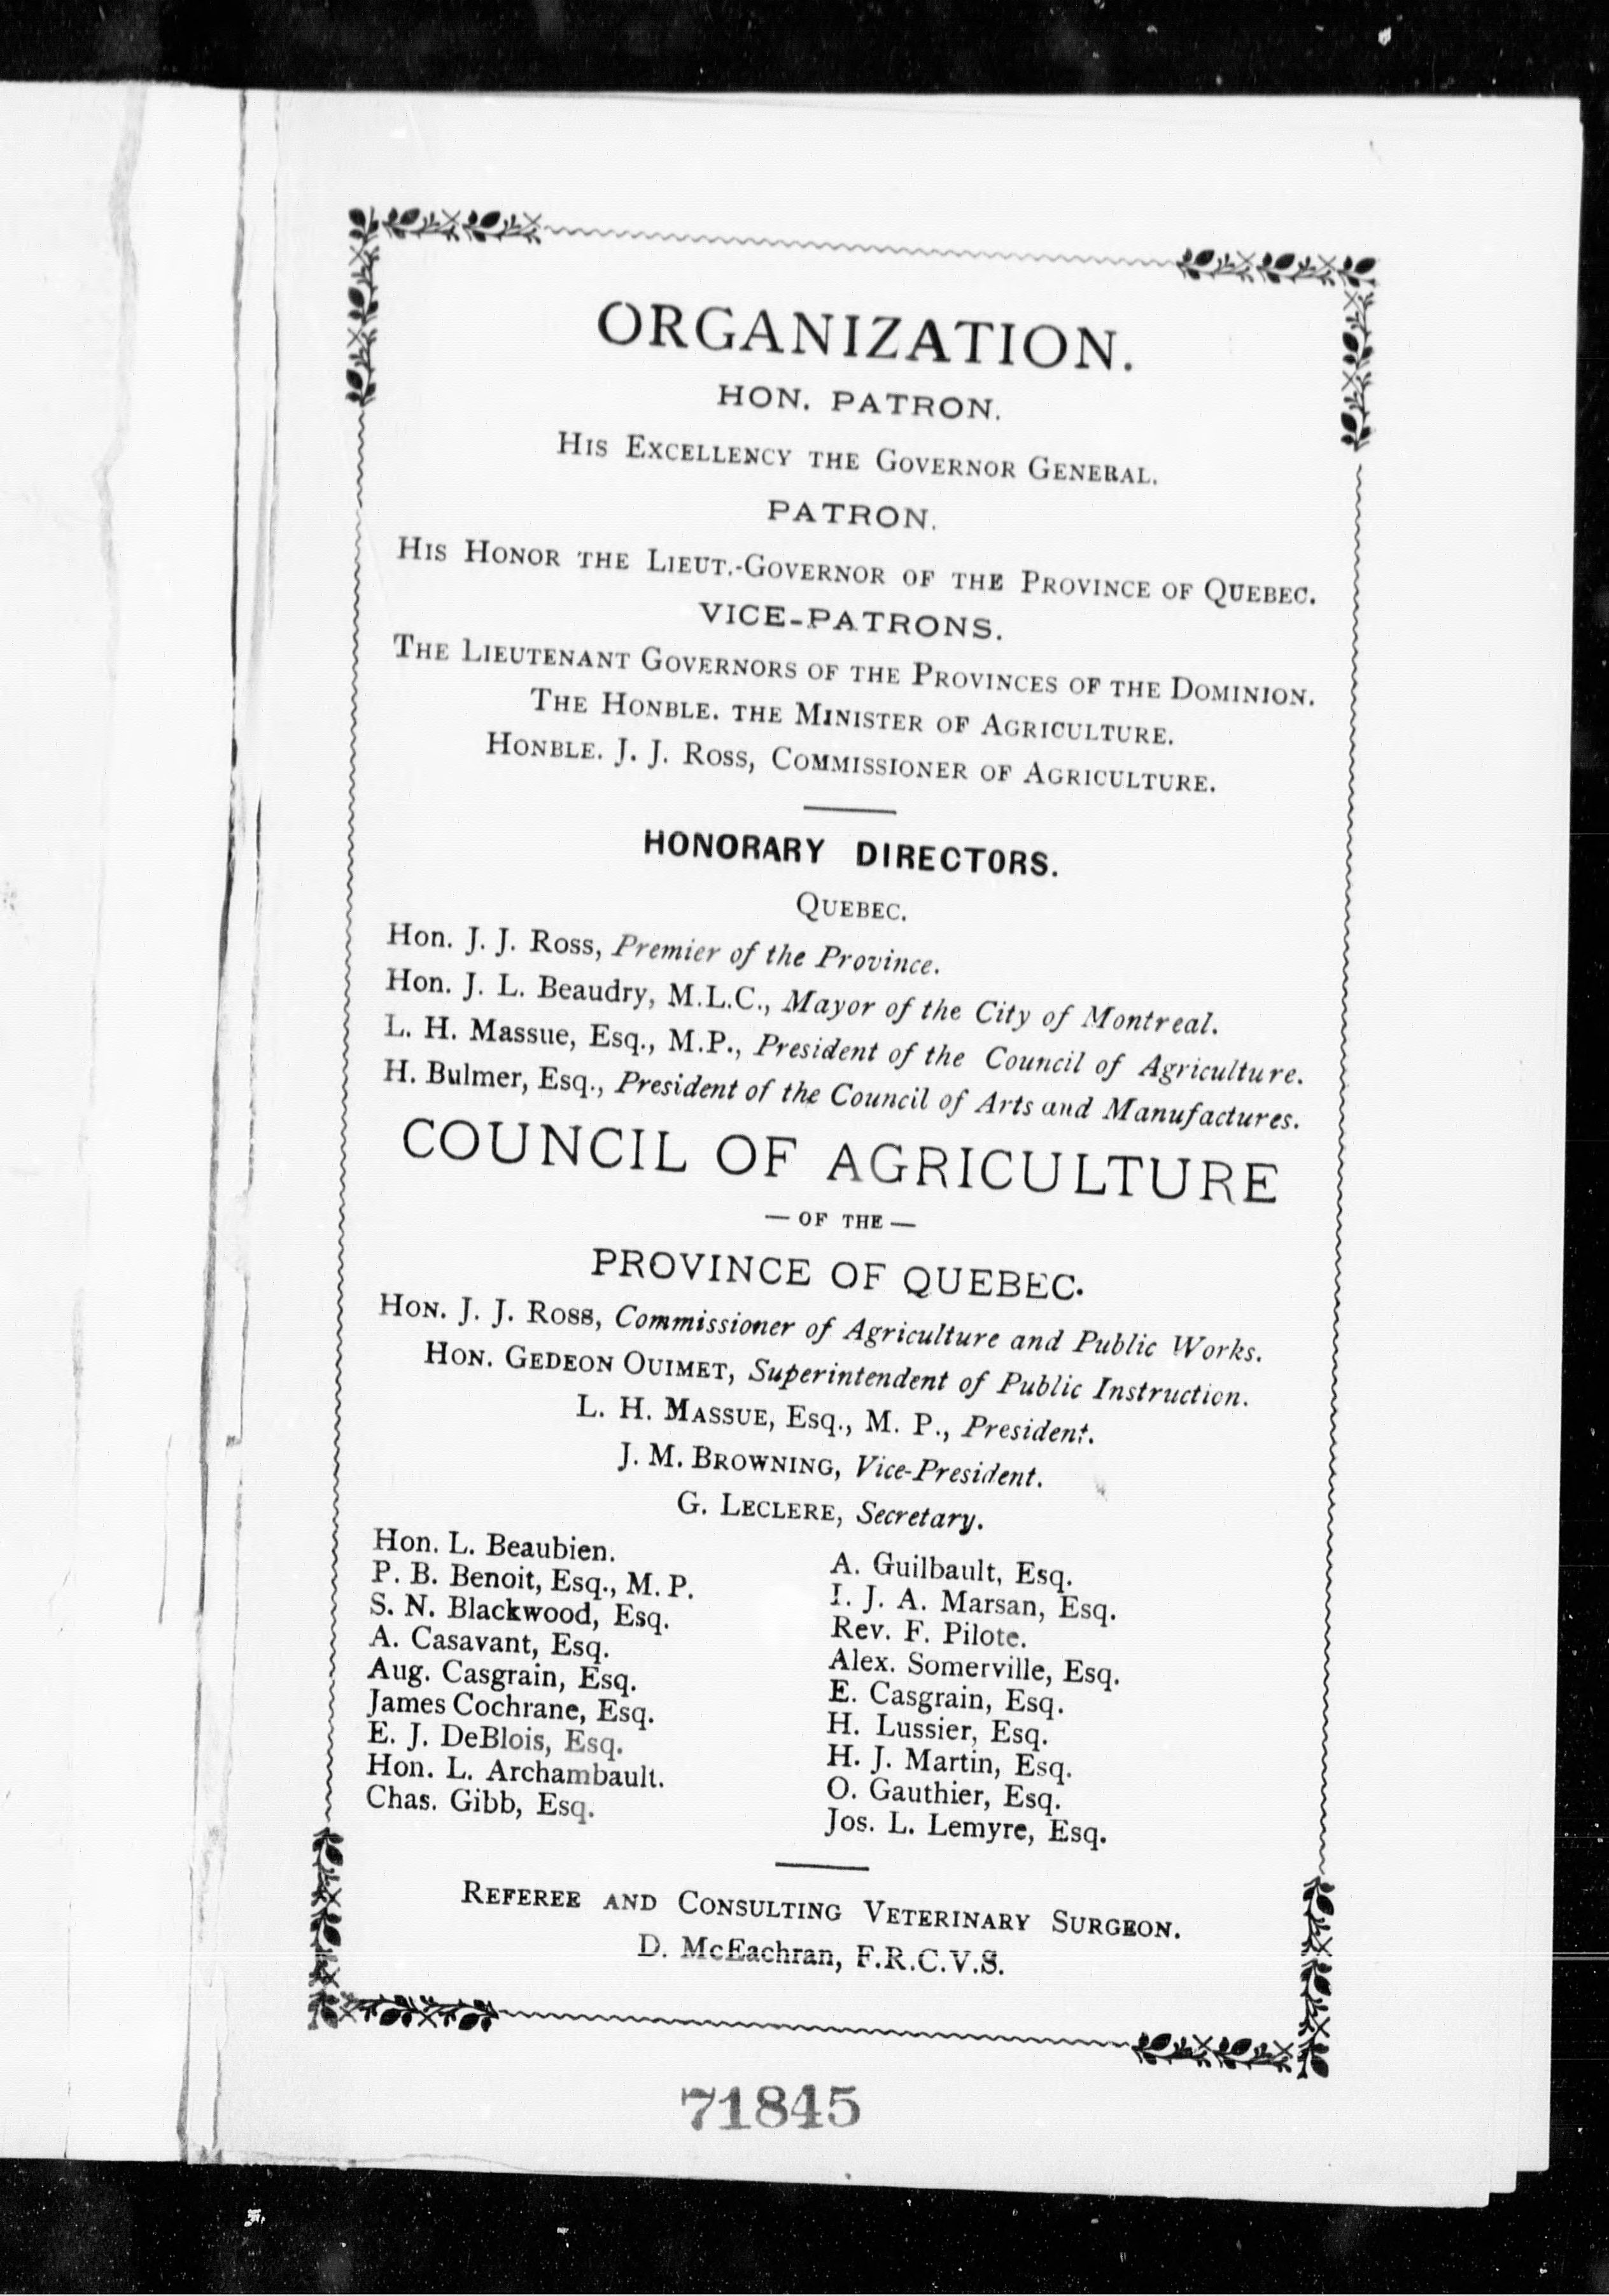 ORGANIZATION.
HON. PATRON.
HIS EXCELLENCY THE GOVERNOR GENERAL.
PATRON.
HIS HONOR THE LIEUT.-GOVERNOR OF THE PROVINCE OF QUEBEC.
VICE-PATRONS.
THE LIEUTENANT GOVERNORS OF THE PROVINCES OF THE DOMINION.
THE HONBLE. THE MINISTER OF AGRICULTURE.
HONBLE. J. J. ROSS, COMMISSIONER OF AGRICULTURE.
HONORARY DIRECTORS.
QUEBEC.
Hon. J. J. Ross, Premier of the Province.
Hon. J. L. Beaudry, M.L.C., Mayor of the City of Montreal.
L. H. Massue, Esq., M.P., President of the Council of Agriculture.
H. Bulmer, Esq., President of the Council of Arts and Manufactures.
COUNCIL OF AGRICULTURE
— OF THE —
PROVINCE OF QUEBEC.
HON. J. J. ROSS, Commissioner of Agriculture and Public Works.
HON. GEDEON OUIMET, Superintendent of Public Instruction.
L. H. MASSUE, Esq., M. P., President.
J. M. BROWNING, Vice-President.
G. LECLERE, Secretary.
Hon. L. Beaubien.
P. B. Benoit, Esq., M. P.
S. N. Blackwood, Esq.
A. Casavant, Esq.
Aug. Casgrain, Esq.
James Cochrane, Esq.
E. J. DeBlois, Esq.
Hon. L. Archambault.
Chas. Gibb, Esq.
A. Guilbault, Esq.
I. J. A. Marsan, Esq.
Rev. F. Pilote.
Alex. Somerville, Esq.
E. Casgrain, Esq.
H. Lussier, Esq.
H. J. Martin, Esq.
O. Gauthier, Esq.
Jos. L. Lemyre, Esq.
REFEREE AND CONSULTING VETERINARY SURGEON.
D. McEachran, F.R.C.V.S.
71845